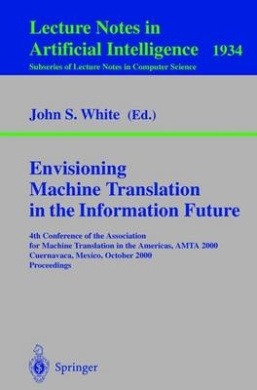 Lecture Notes in
Artificial Intelligence 1934
Subseries of Lecture Notes in Computer Science
John S. White (Ed.)
Envisioning
Machine Translation
in the Information Future
4th Conference of the Association
for Machine Translation in the Americas, AMTA 2000
Cuernavaca, Mexico, October 2000
Proceedings
Springer